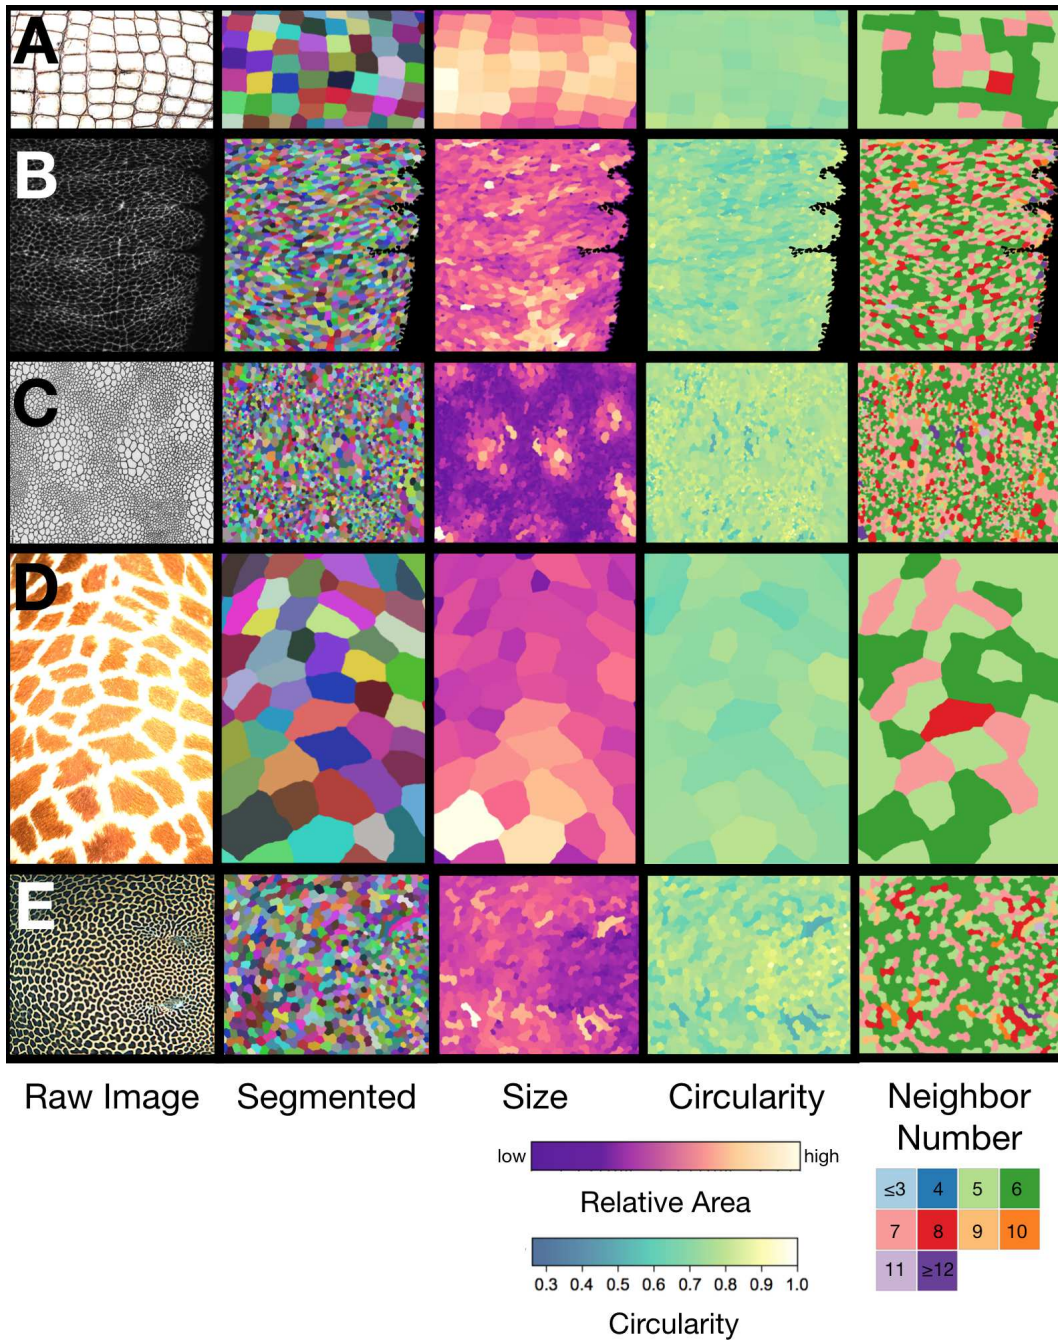 A
B
C
D
E
Raw Image
Segmented
Size
Circularity
Neighbor
Number
low
high
Relative Area
0.3 0.4 0.5 0.6 0.7 0.8 0.9 1.0
Circularity
≤3 4 5 6
7 8 9 10
11 ≥12